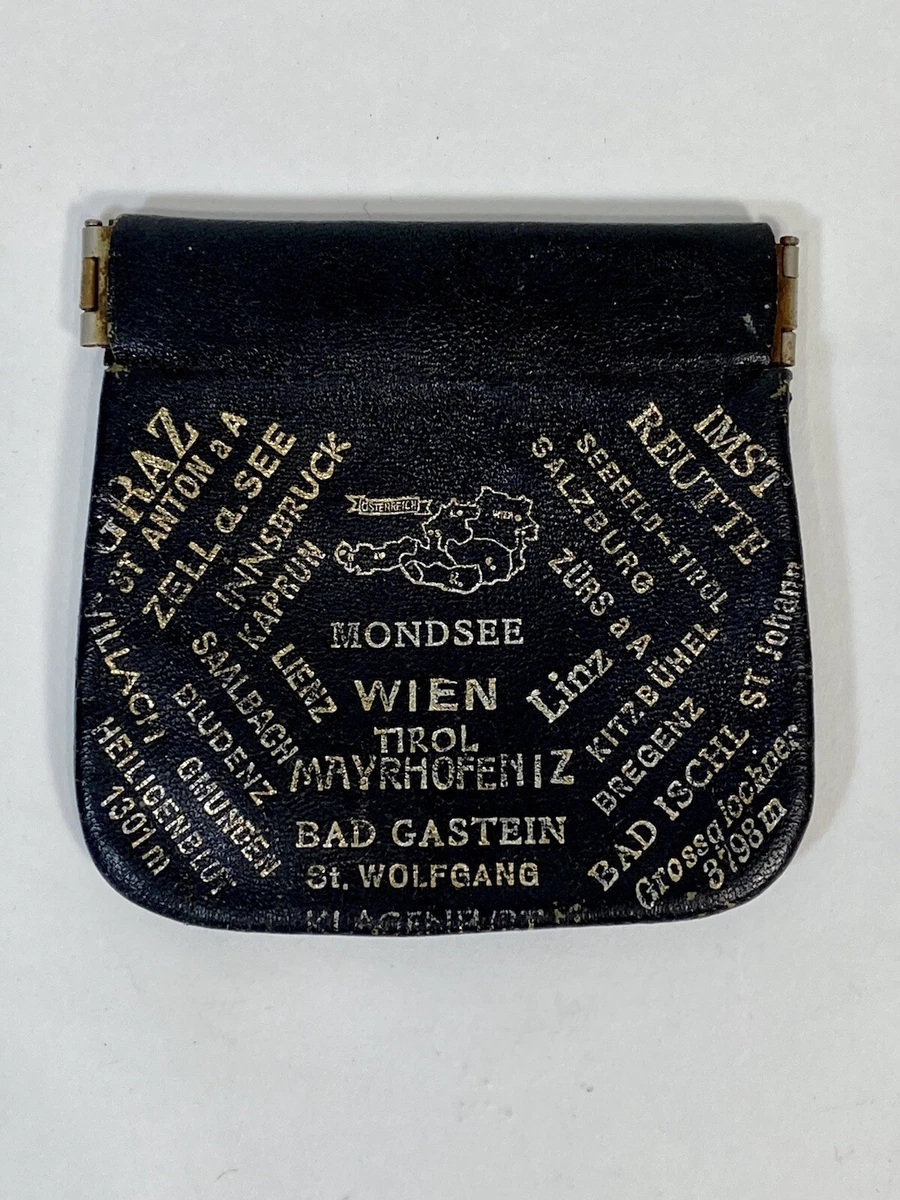 GRAZ
ST ANTON a A
ZELL a. SEE
INNSBRUCK
KAPRUN
VILLACH
SAALBACH
LIENZ
BLUDENZ
GMUNDEN
HEILIGENBLUT
1301m
ÖSTERREICH
WIEN
MONDSEE
WIEN
TIROL
MAYRHOFEN I Z
BAD GASTEIN
St. WOLFGANG
KLAGENFURT
IMST
REUTTE
SEEFELD-TIROL
SALZBURG
ZÜRS a A
Linz
KITZBÜHEL
BREGENZ
ST Johann
BAD ISCHL
Grossglockner
3798m